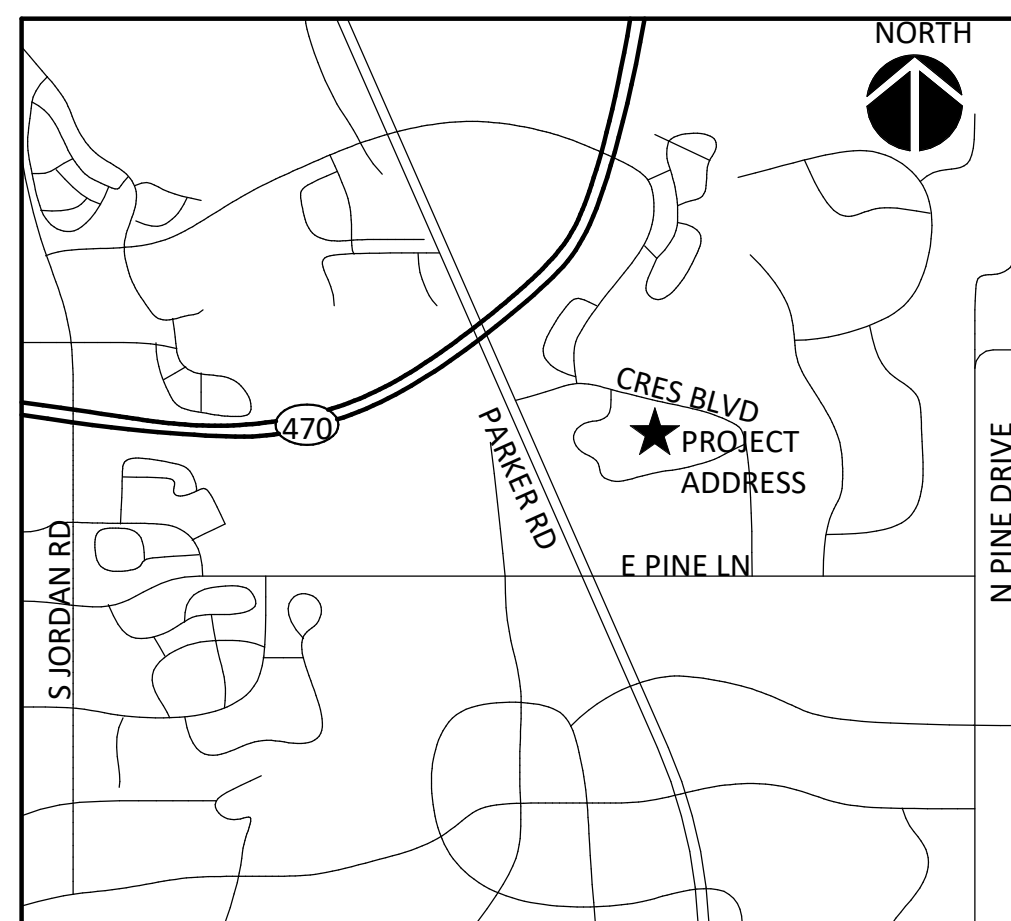 NORTH
CRES BLVD
470
PARKER RD
PROJECT
ADDRESS
N PINE DRIVE
S JORDAN RD
E PINE LN